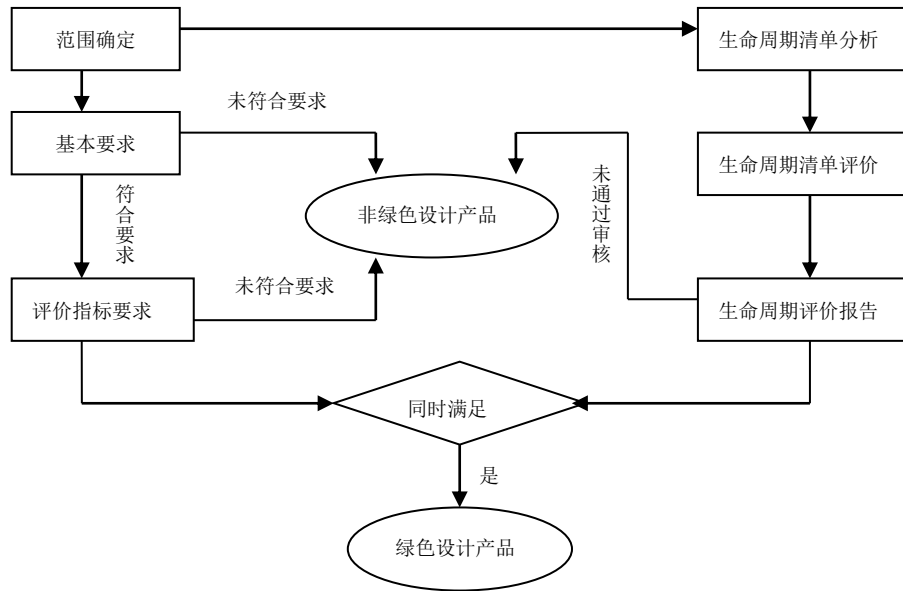 范围确定
生命周期清单分析
未符合要求
基本要求
生命周期清单评价
符合要求
未通过审核
非绿色设计产品
未符合要求
评价指标要求
生命周期评价报告
同时满足
是
绿色设计产品